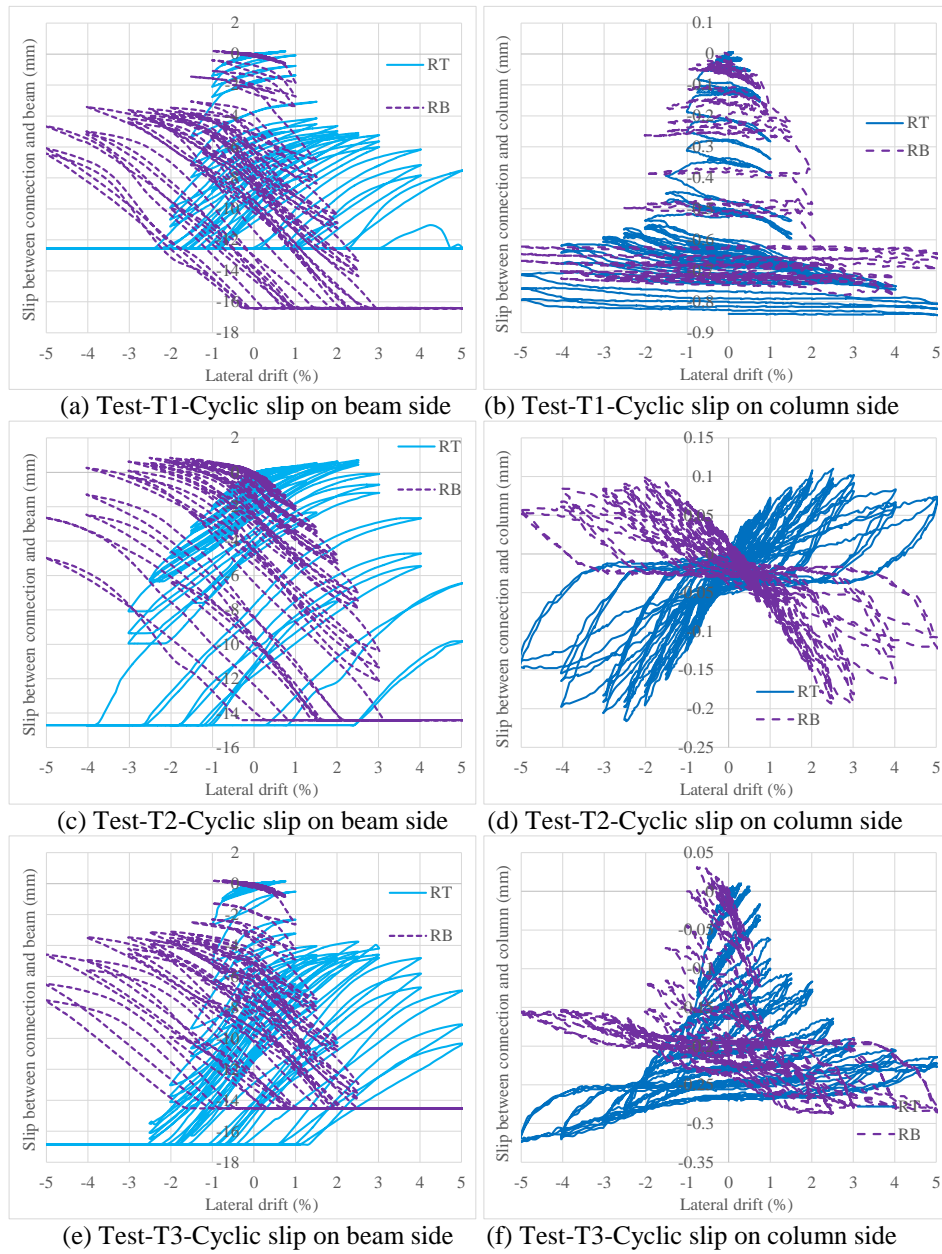 2
0
-2
-4
-6
-8
-10
-12
-14
-16
-18
-5 -4 -3 -2 -1 0 1 2 3 4 5
Slip between connection and beam (mm)
Lateral drift (%)
RT
RB
(a) Test-T1-Cyclic slip on beam side
0.1
0
-0.1
-0.2
-0.3
-0.4
-0.5
-0.6
-0.7
-0.8
-0.9
-5 -4 -3 -2 -1 0 1 2 3 4 5
Slip between connection and column (mm)
Lateral drift (%)
RT
RB
(b) Test-T1-Cyclic slip on column side
2
0
-2
-4
-6
-8
-10
-12
-14
-16
-5 -4 -3 -2 -1 0 1 2 3 4 5
Slip between connection and beam (mm)
Lateral drift (%)
RT
RB
(c) Test-T2-Cyclic slip on beam side
0.15
0.1
0.05
0
-0.05
-0.1
-0.15
-0.2
-0.25
-5 -4 -3 -2 -1 0 1 2 3 4 5
Slip between connection and column (mm)
Lateral drift (%)
RT
RB
(d) Test-T2-Cyclic slip on column side
2
0
-2
-4
-6
-8
-10
-12
-14
-16
-18
-5 -4 -3 -2 -1 0 1 2 3 4 5
Slip between connection and beam (mm)
Lateral drift (%)
RT
RB
(e) Test-T3-Cyclic slip on beam side
0.05
0
-0.05
-0.1
-0.15
-0.2
-0.25
-0.3
-0.35
-5 -4 -3 -2 -1 0 1 2 3 4 5
Slip between connection and column (mm)
Lateral drift (%)
RT
RB
(f) Test-T3-Cyclic slip on column side